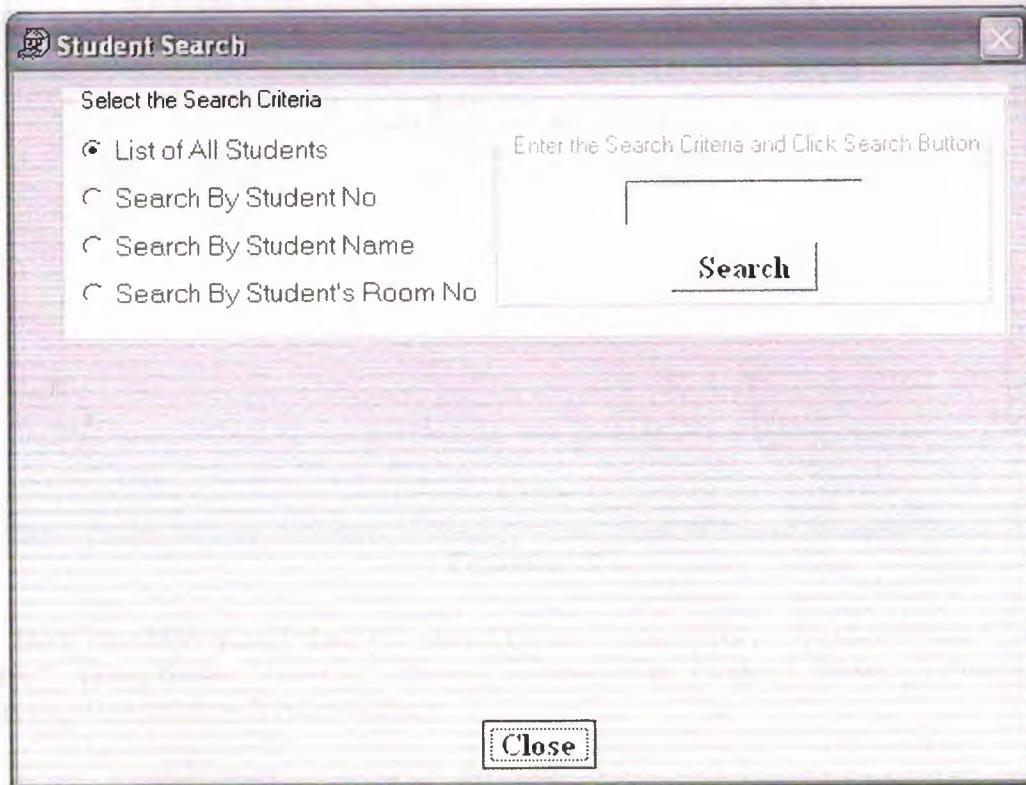 Student Search
Select the Search Criteria
List of All Students
Search By Student No
Search By Student Name
Search By Student's Room No
Enter the Search Criteria and Click Search Button
Search
Close